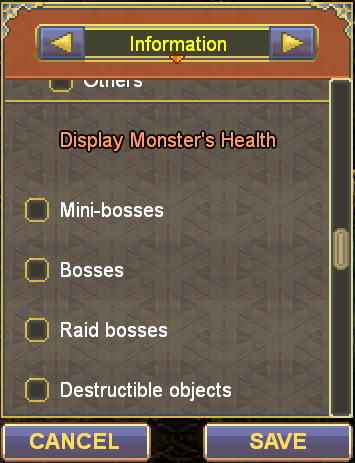 Information
Others
Display Monster's Health
Mini-bosses
Bosses
Raid bosses
Destructible objects
CANCEL
SAVE